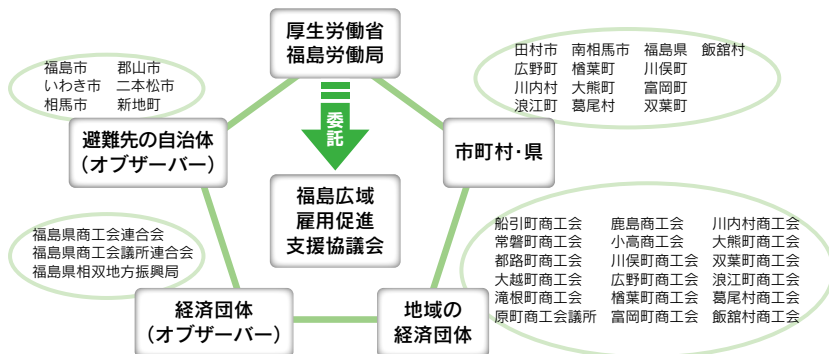 厚生労働省
福島労働局
福島市 郡山市
いわき市 二本松市
相馬市 新地町
田村市 南相馬市 福島県 飯舘村
広野町 楢葉町 川俣町
川内村 大熊町 富岡町
浪江町 葛尾村 双葉町
委託
避難先の自治体
(オブザーバー)
市町村・県
福島広域
雇用促進
支援協議会
福島県商工会連合会
福島県商工会議所連合会
福島県相双地方振興局
船引町商工会 鹿島商工会 川内村商工会
常磐町商工会 小高商工会 大熊町商工会
都路町商工会 川俣町商工会 双葉町商工会
大越町商工会 広野町商工会 浪江町商工会
滝根町商工会 楢葉町商工会 葛尾村商工会
原町商工会議所 富岡町商工会 飯舘村商工会
経済団体
(オブザーバー)
地域の
経済団体